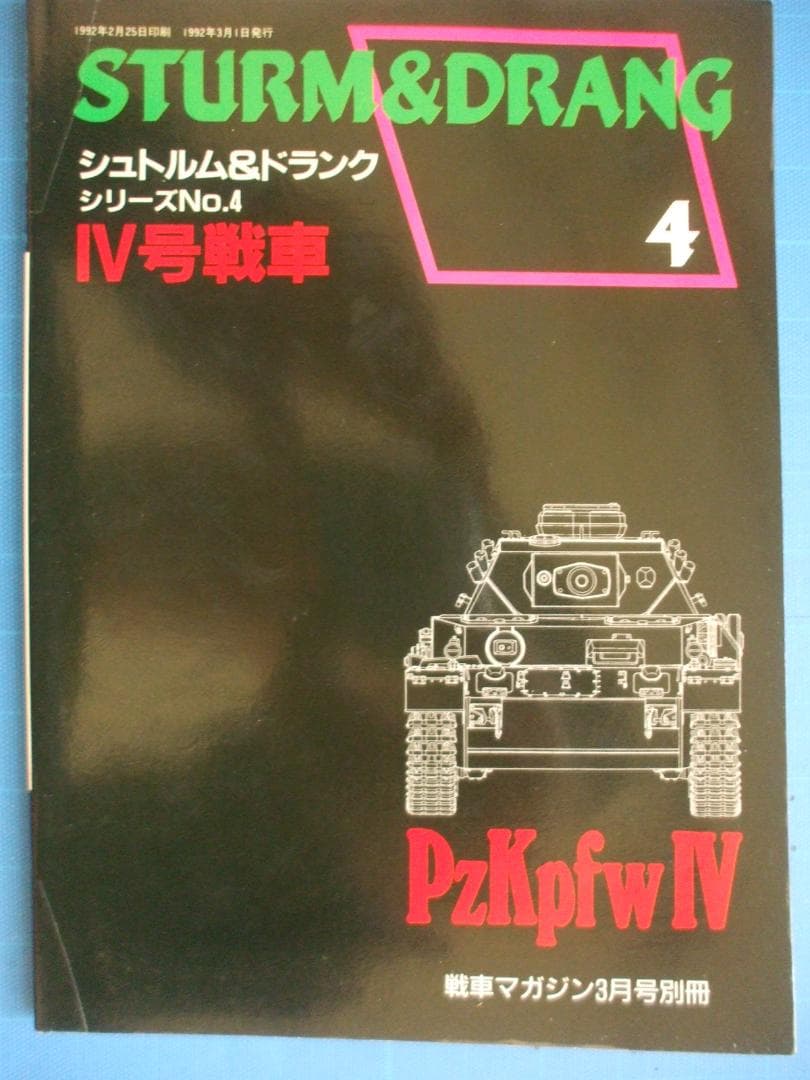 1992年2月25日印刷 1992年3月1日発行
STURM&DRANG
シュトルム&ドランク
シリーズNo.4
IV号戦車
4
PzKpfw IV
戦車マガジン3月号別冊